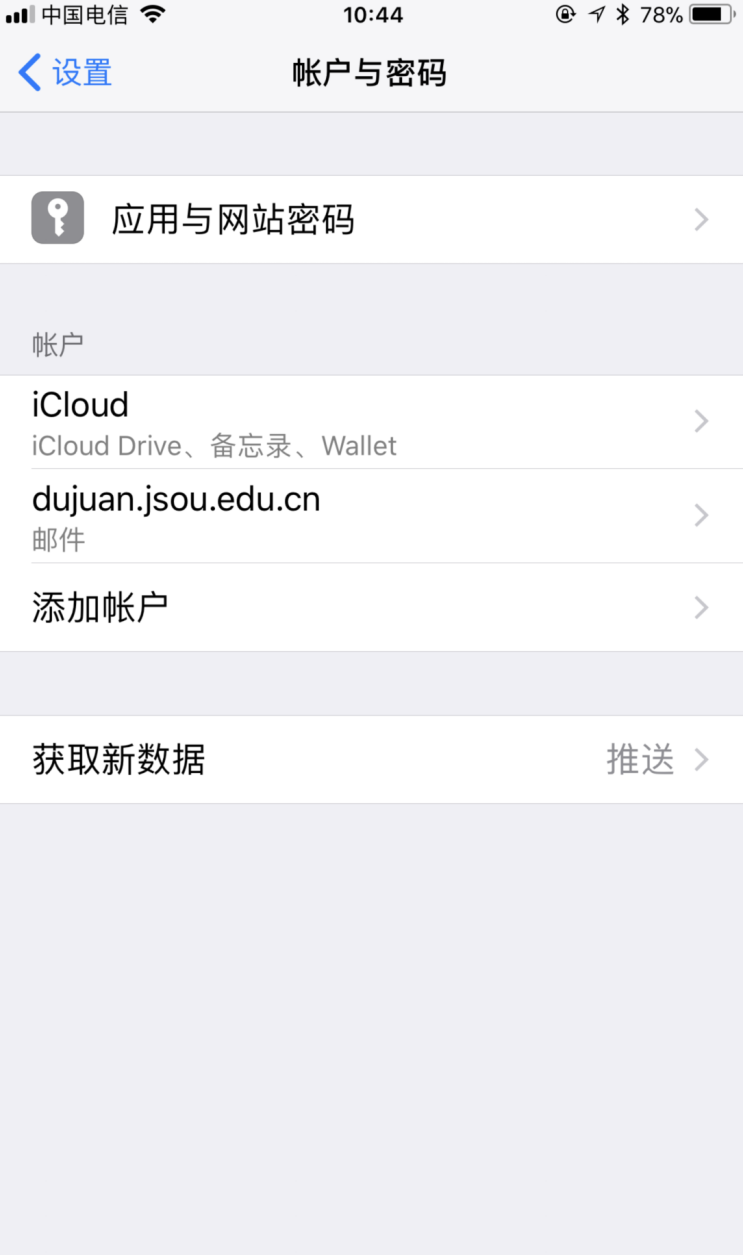 中国电信 10:44 78%
设置 帐户与密码
应用与网站密码
帐户
iCloud
iCloud Drive、备忘录、Wallet
dujuan.jsou.edu.cn
邮件
添加帐户
获取新数据 推送